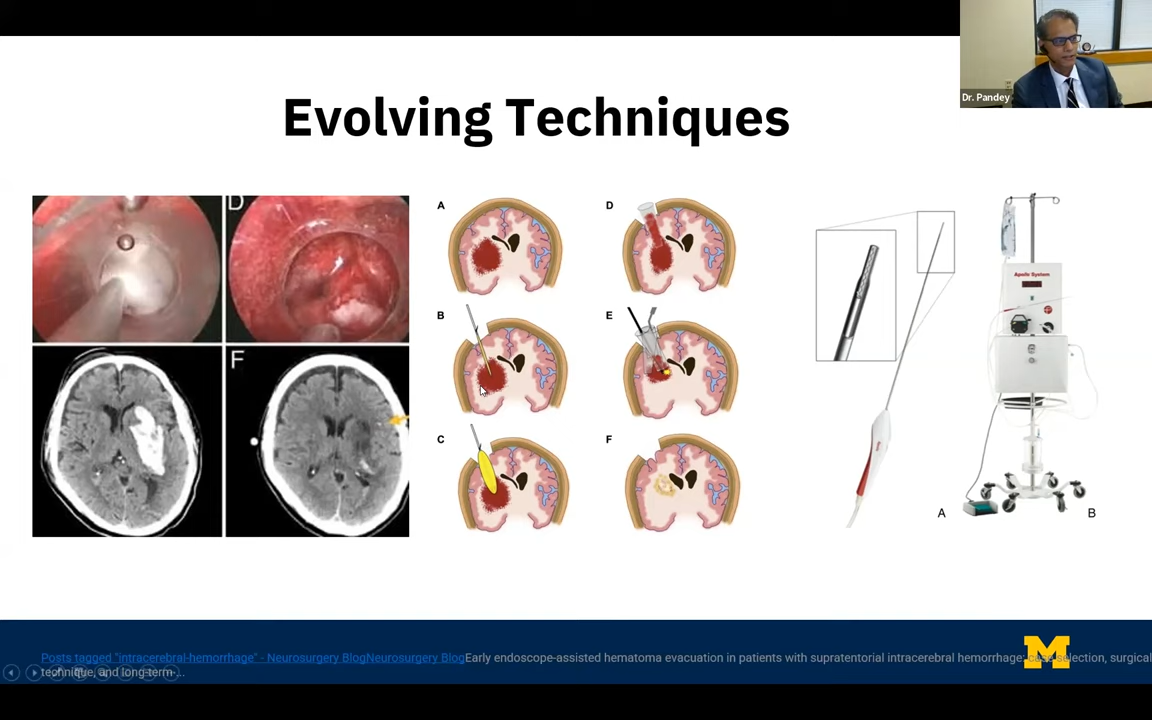 Dr. Pandey
Evolving Techniques
D
F
A
D
B
E
C
F
Apollo System
A
B
M
Posts tagged "intracerebral-hemorrhage" - Neurosurgery BlogNeurosurgery BlogEarly endoscope-assisted hematoma evacuation in patients with supratentorial intracerebral hemorrhage: case selection, surgical
technique, and long-term...